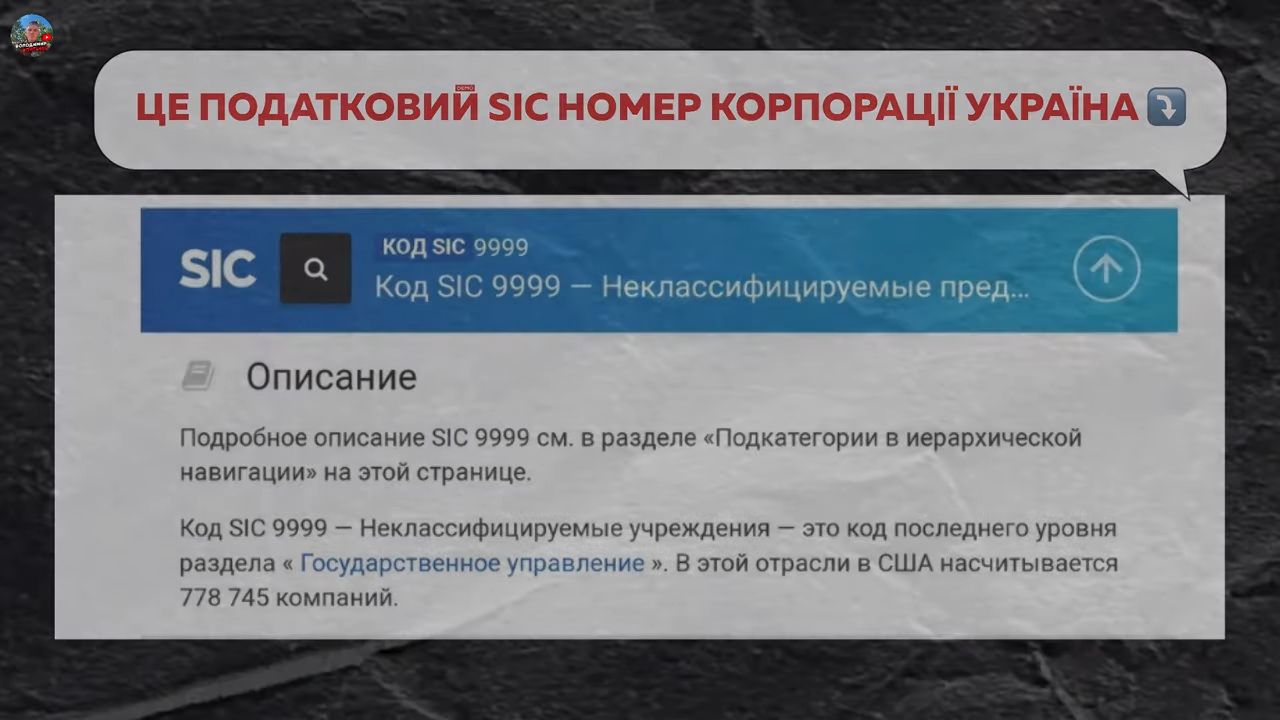 ВОЛОДИМИР
ЦЕ ПОДАТКОВИЙ SIC НОМЕР КОРПОРАЦІЇ УКРАЇНА
DEMO
SIC
КОД SIC 9999
Код SIC 9999 — Неклассифицируемые пред...
Описание
Подробное описание SIC 9999 см. в разделе «Подкатегории в иерархической
навигации» на этой странице.
Код SIC 9999 — Неклассифицируемые учреждения — это код последнего уровня
раздела « Государственное управление ». В этой отрасли в США насчитывается
778 745 компаний.